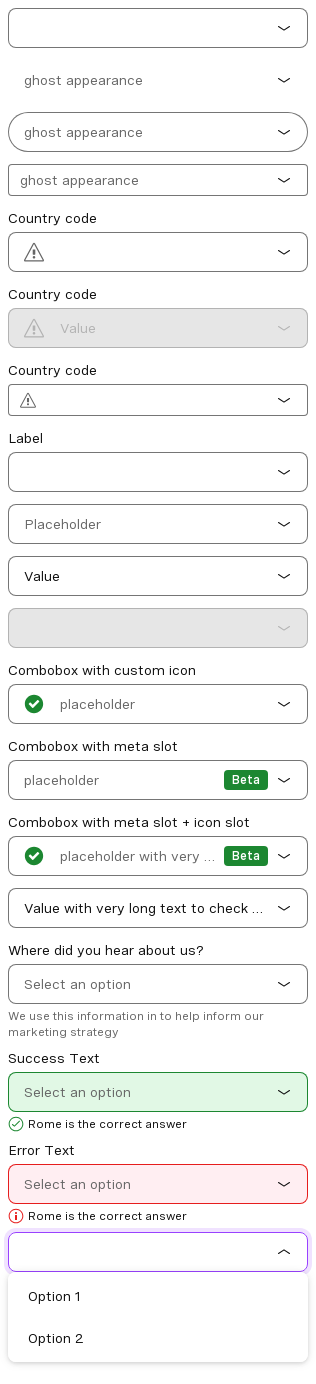 ghost appearance
ghost appearance
ghost appearance
Country code
Country code
Value
Country code
Label
Placeholder
Value
Combobox with custom icon
placeholder
Combobox with meta slot
placeholder Beta
Combobox with meta slot + icon slot
placeholder with very ... Beta
Value with very long text to check ...
Where did you hear about us?
Select an option
We use this information in to help inform our
marketing strategy
Success Text
Select an option
Rome is the correct answer
Error Text
Select an option
Rome is the correct answer
Option 1
Option 2